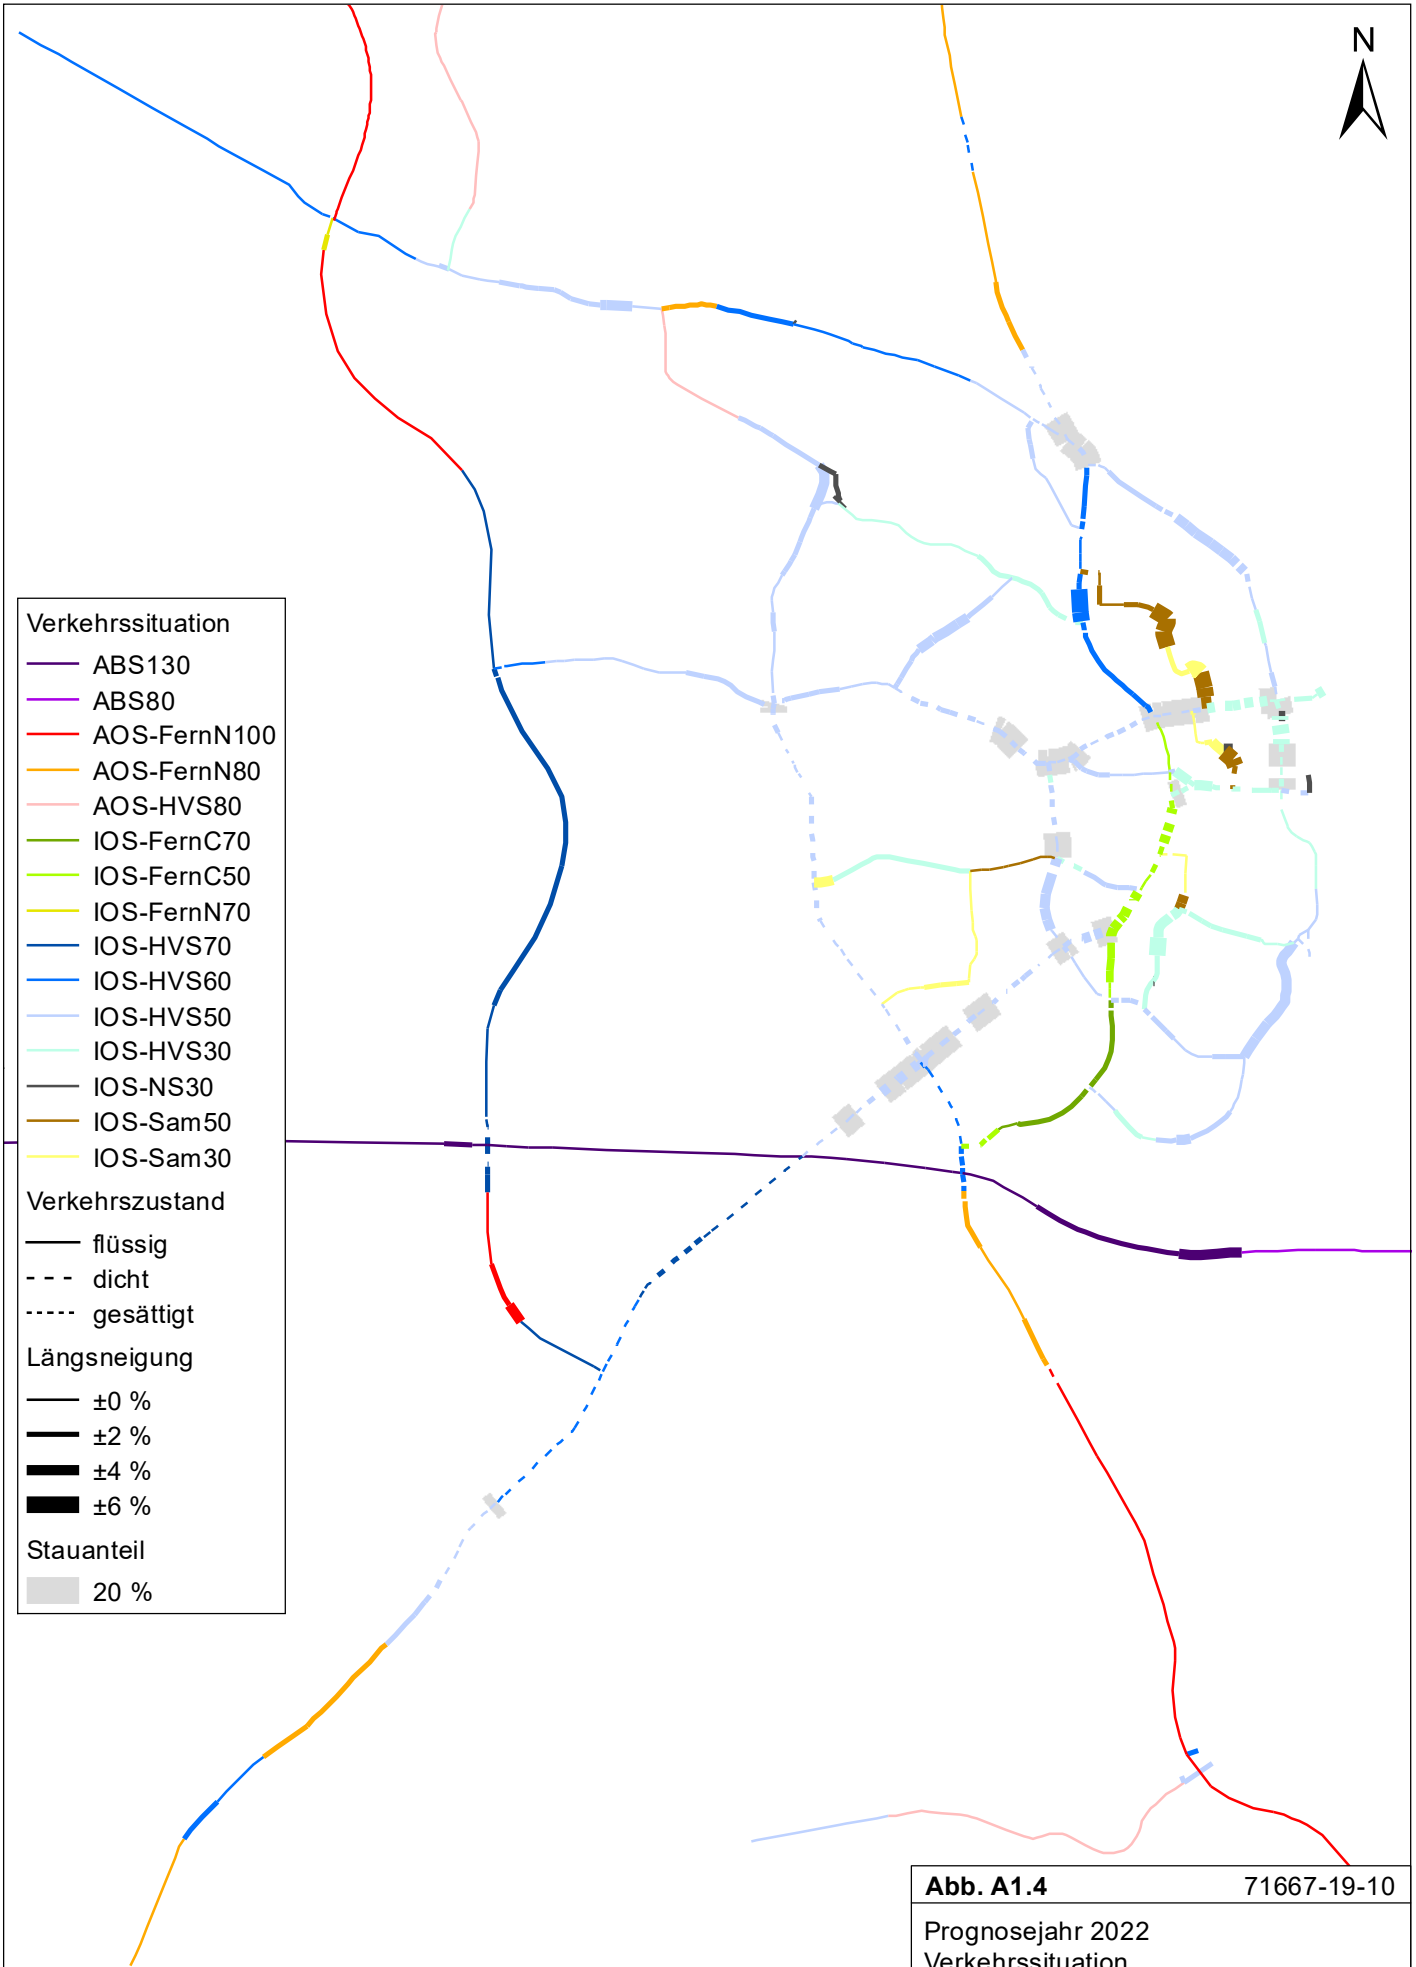 N
Verkehrssituation
ABS130
ABS80
AOS-FernN100
AOS-FernN80
AOS-HVS80
IOS-FernC70
IOS-FernC50
IOS-FernN70
IOS-HVS70
IOS-HVS60
IOS-HVS50
IOS-HVS30
IOS-NS30
IOS-Sam50
IOS-Sam30
Verkehrszustand
flüssig
dicht
gesättigt
Längsneigung
±0 %
±2 %
±4 %
±6 %
Stauanteil
20 %
Abb. A1.4 71667-19-10
Prognosejahr 2022
Verkehrssituation